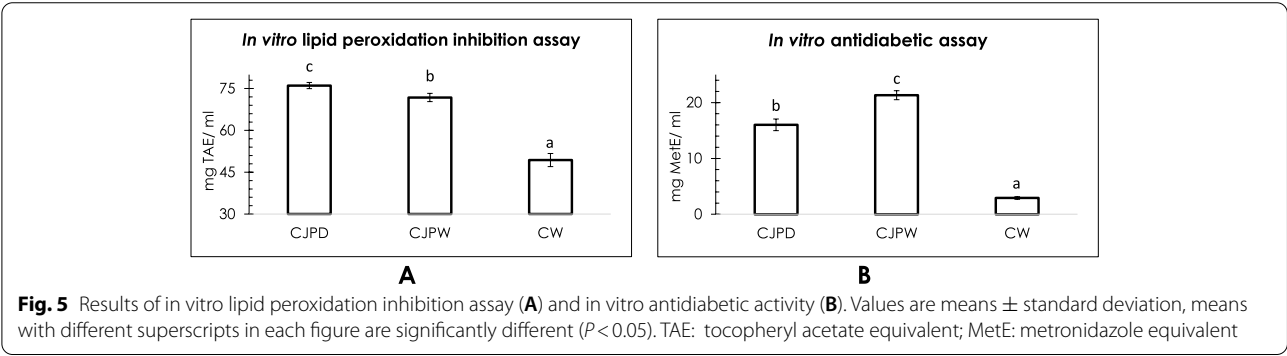 In vitro lipid peroxidation inhibition assay
mg TAE/ ml
75
60
45
30
c
b
a
CJPD CJPW CW
A
In vitro antidiabetic assay
mg MetE/ ml
20
10
0
b
c
a
CJPD CJPW CW
B
Fig. 5 Results of in vitro lipid peroxidation inhibition assay (A) and in vitro antidiabetic activity (B). Values are means ± standard deviation, means
with different superscripts in each figure are significantly different (P < 0.05). TAE: tocopheryl acetate equivalent; MetE: metronidazole equivalent